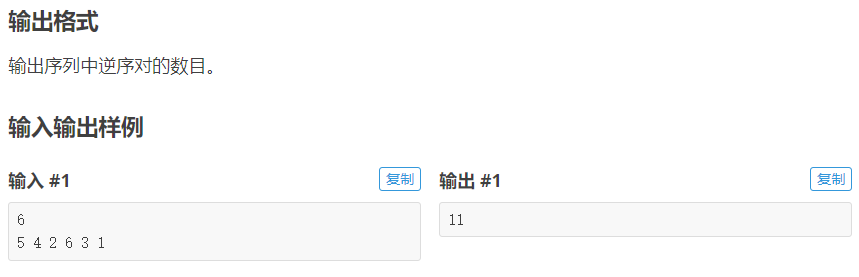 输出格式
输出序列中逆序对的数目。
输入输出样例
输入 #1
复制
6
5 4 2 6 3 1
输出 #1
复制
11